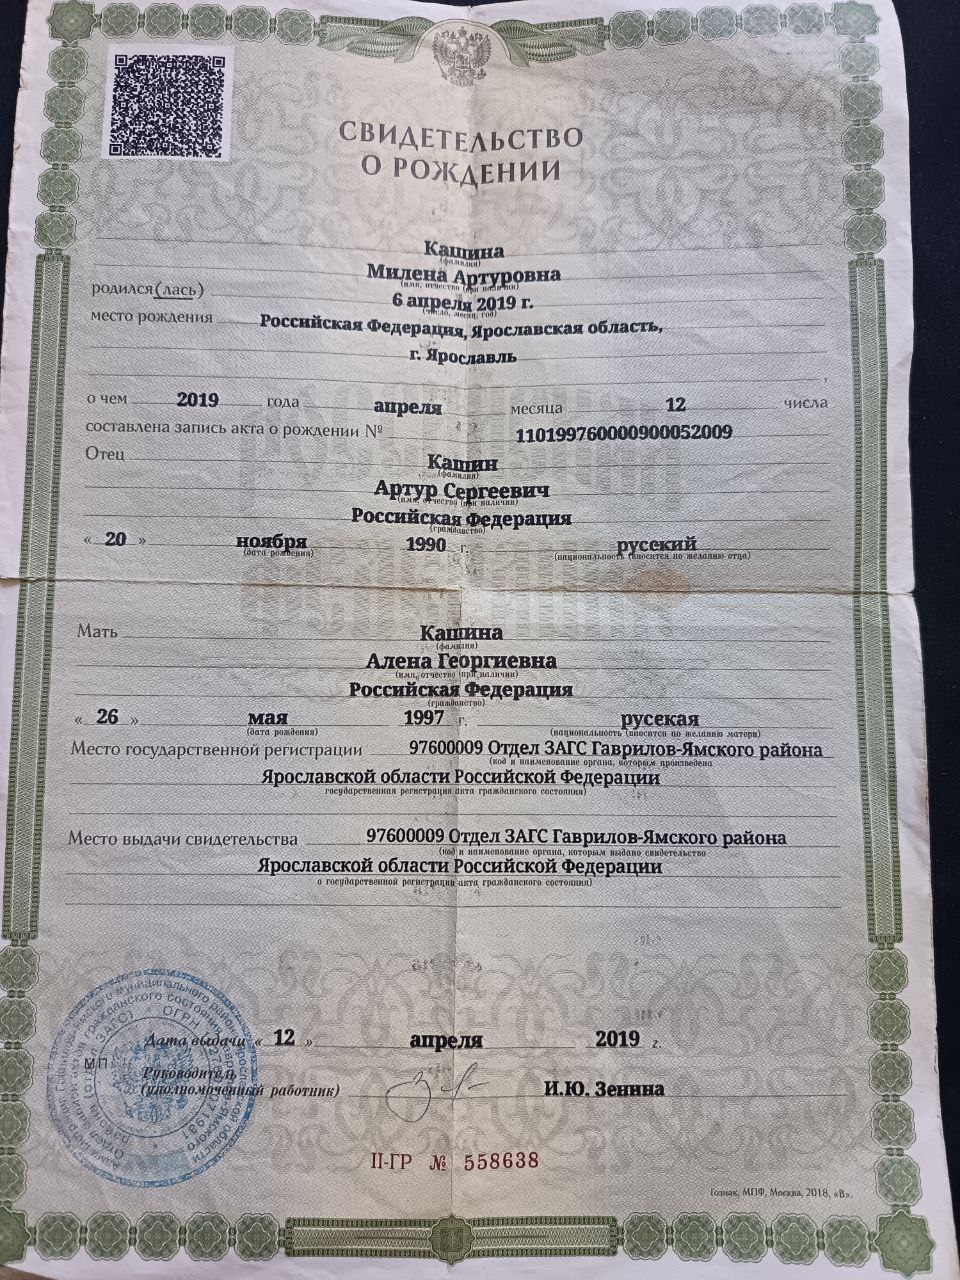 СВИДЕТЕЛЬСТВО
О РОЖДЕНИИ
Кашина
(фамилия)
Милена Артуровна
(имя, отчество (при наличии)
родился(лась) 6 апреля 2019 г.
(число, месяц, год)
место рождения Российская Федерация, Ярославская область,
г. Ярославль
о чем 2019 года апреля месяца 12 числа
составлена запись акта о рождении № 110199760000900052009
Отец Кашин
(фамилия)
Артур Сергеевич
(имя, отчество (при наличии)
Российская Федерация
(гражданство)
« 20 » ноября 1990 г. русский
(дата рождения) (национальность (вносится по желанию отца)
Мать Кашина
(фамилия)
Алена Георгиевна
(имя, отчество (при наличии)
Российская Федерация
(гражданство)
« 26 » мая 1997 г. русская
(дата рождения) (национальность (вносится по желанию матери)
Место государственной регистрации 97600009 Отдел ЗАГС Гаврилов-Ямского района
(код и наименование органа, которым произведена
Ярославской области Российской Федерации
государственная регистрация акта гражданского состояния)
Место выдачи свидетельства 97600009 Отдел ЗАГС Гаврилов-Ямского района
(код и наименование органа, которым выдано свидетельство
Ярославской области Российской Федерации
о государственной регистрации акта гражданского состояния)
Дата выдачи « 12 » апреля 2019 г.
МП
Руководитель
(уполномоченный работник) И.Ю. Зенина
II-ГР № 558638
Гознак, МПФ, Москва, 2018, «В».